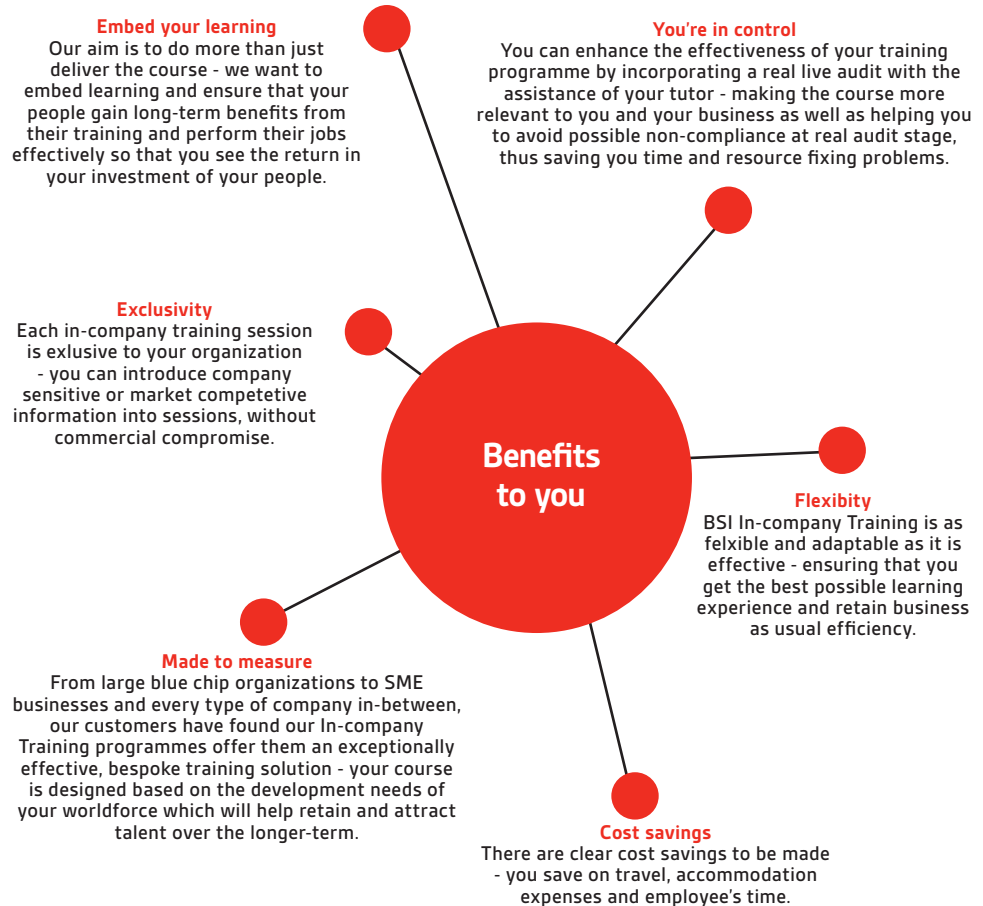 Embed your learning
Our aim is to do more than just
deliver the course - we want to
embed learning and ensure that your
people gain long-term benefits from
their training and perform their jobs
effectively so that you see the return in
your investment of your people.
You're in control
You can enhance the effectiveness of your training
programme by incorporating a real live audit with the
assistance of your tutor - making the course more
relevant to you and your business as well as helping you
to avoid possible non-compliance at real audit stage,
thus saving you time and resource fixing problems.
Exclusivity
Each in-company training session
is exlusive to your organization
- you can introduce company
sensitive or market competetive
information into sessions, without
commercial compromise.
Benefits
to you
Flexibity
BSI In-company Training is as
felxible and adaptable as it is
effective - ensuring that you
get the best possible learning
experience and retain business
as usual efficiency.
Made to measure
From large blue chip organizations to SME
businesses and every type of company in-between,
our customers have found our In-company
Training programmes offer them an exceptionally
effective, bespoke training solution - your course
is designed based on the development needs of
your worldforce which will help retain and attract
talent over the longer-term.
Cost savings
There are clear cost savings to be made
- you save on travel, accommodation
expenses and employee's time.